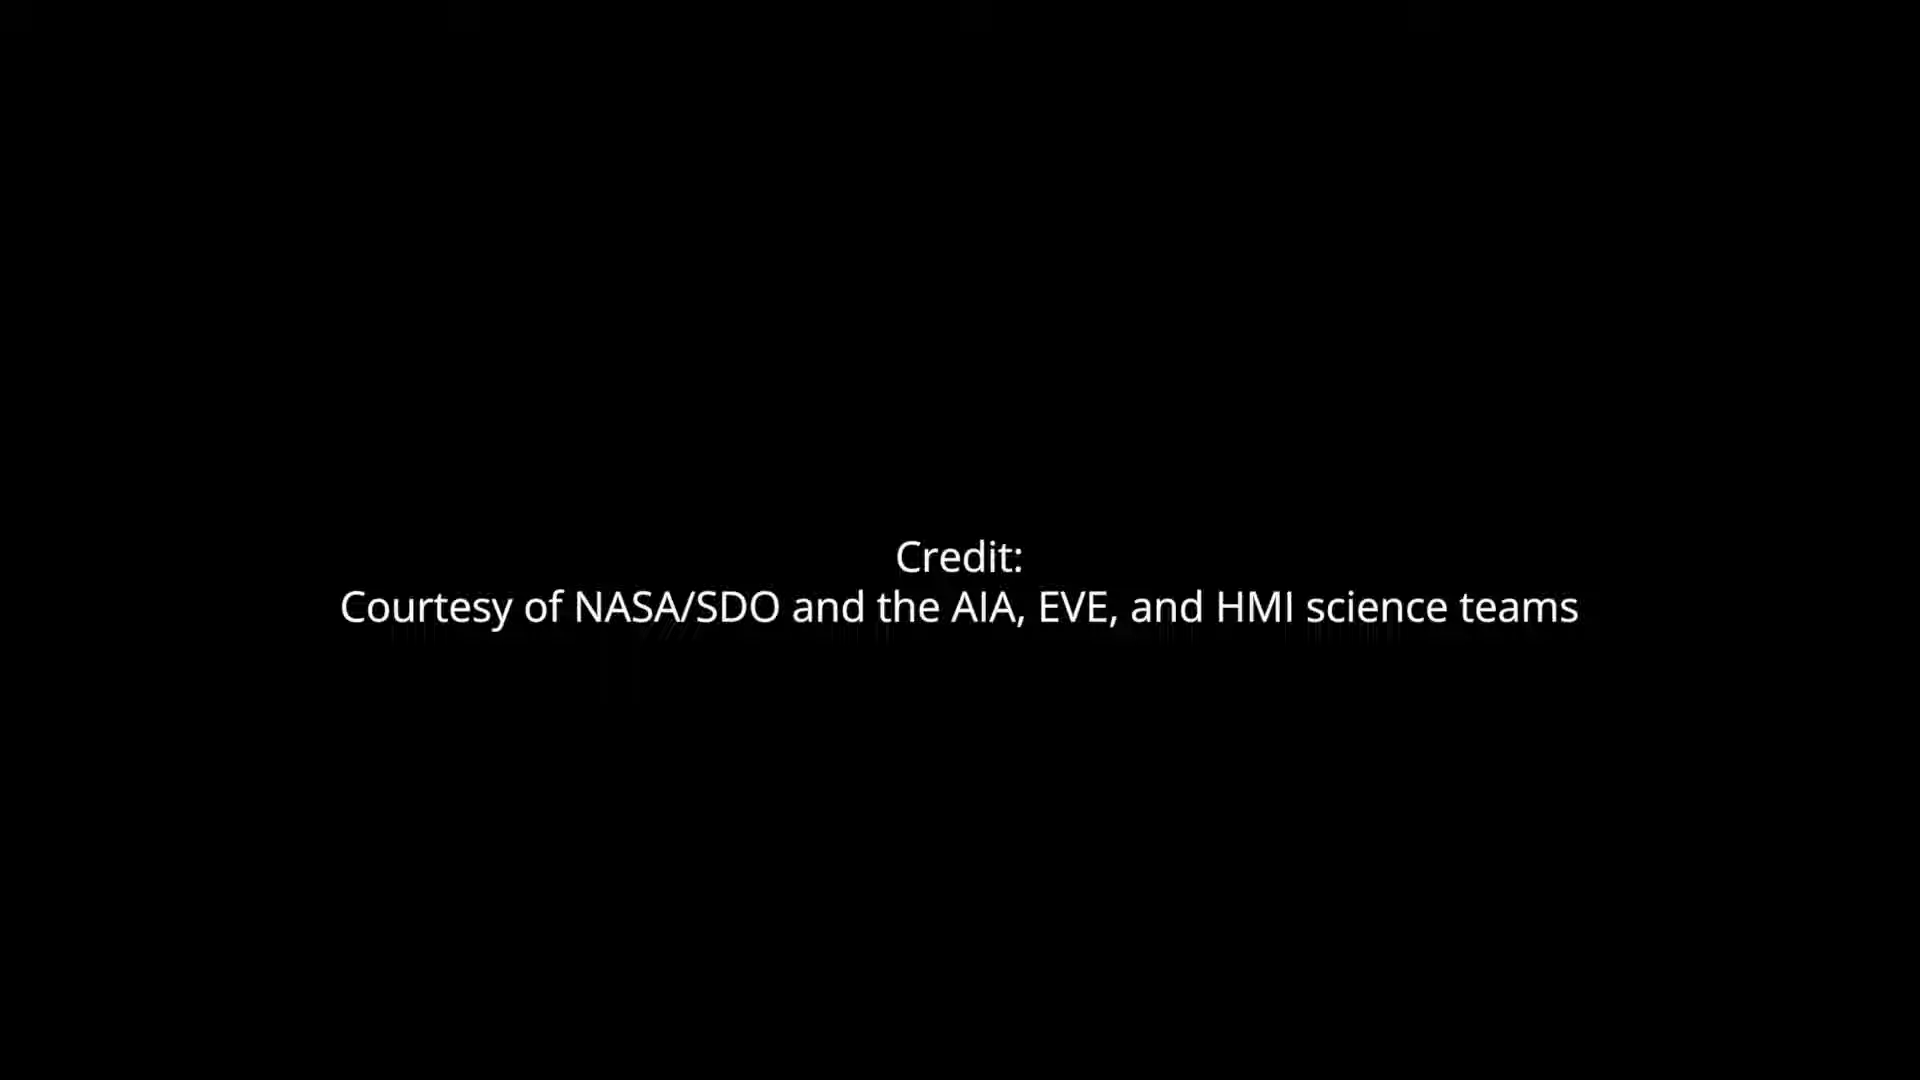 Credit:
Courtesy of NASA/SDO and the AIA, EVE, and HMI science teams